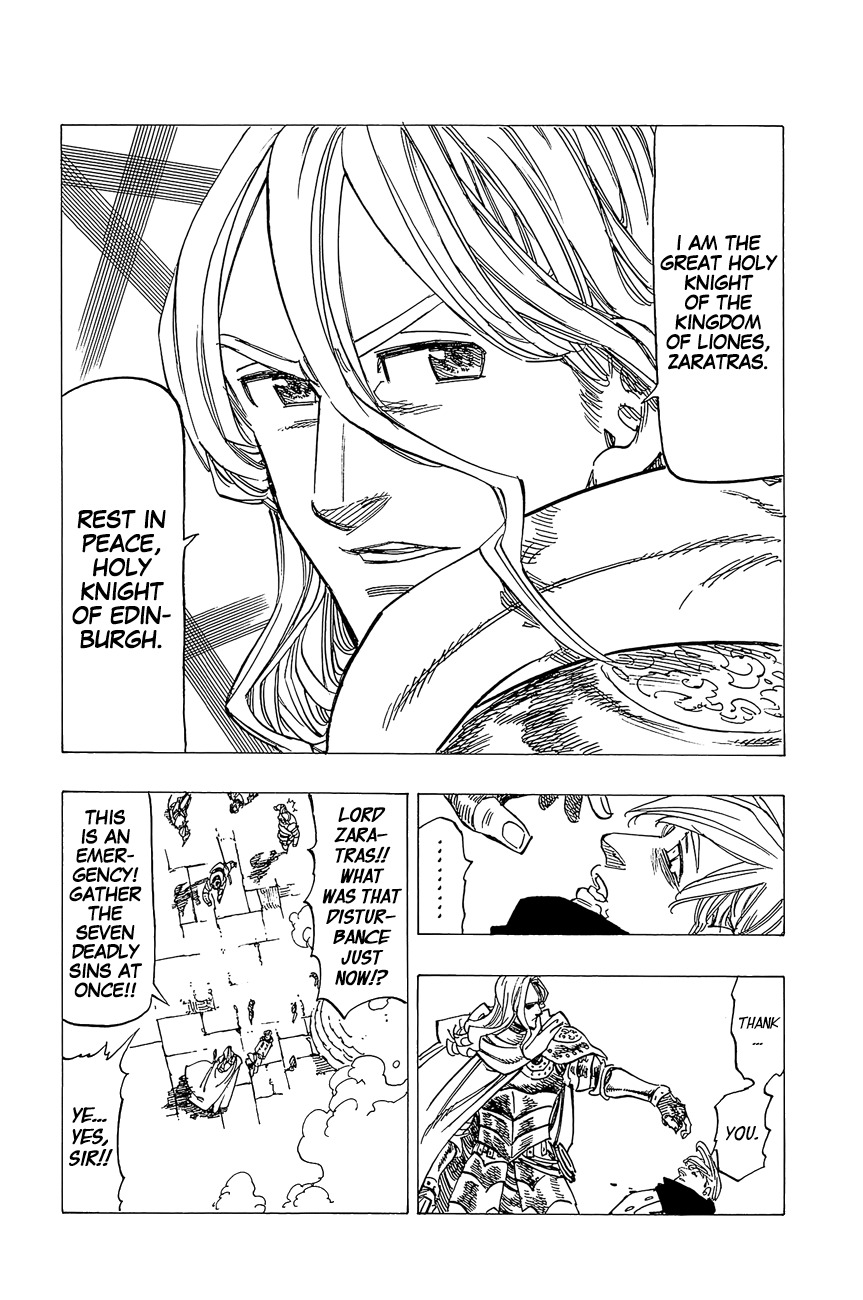 I AM THE
GREAT HOLY
KNIGHT
OF THE
KINGDOM
OF LIONES,
ZARATRAS.
REST IN
PEACE,
HOLY
KNIGHT
OF EDIN-
BURGH.
......
THANK
...
YOU.
LORD
ZARA-
TRAS!!
WHAT
WAS THAT
DISTUR-
BANCE
JUST
NOW!?
THIS
IS AN
EMER-
GENCY!
GATHER
THE
SEVEN
DEADLY
SINS AT
ONCE!!
YE...
YES,
SIR!!